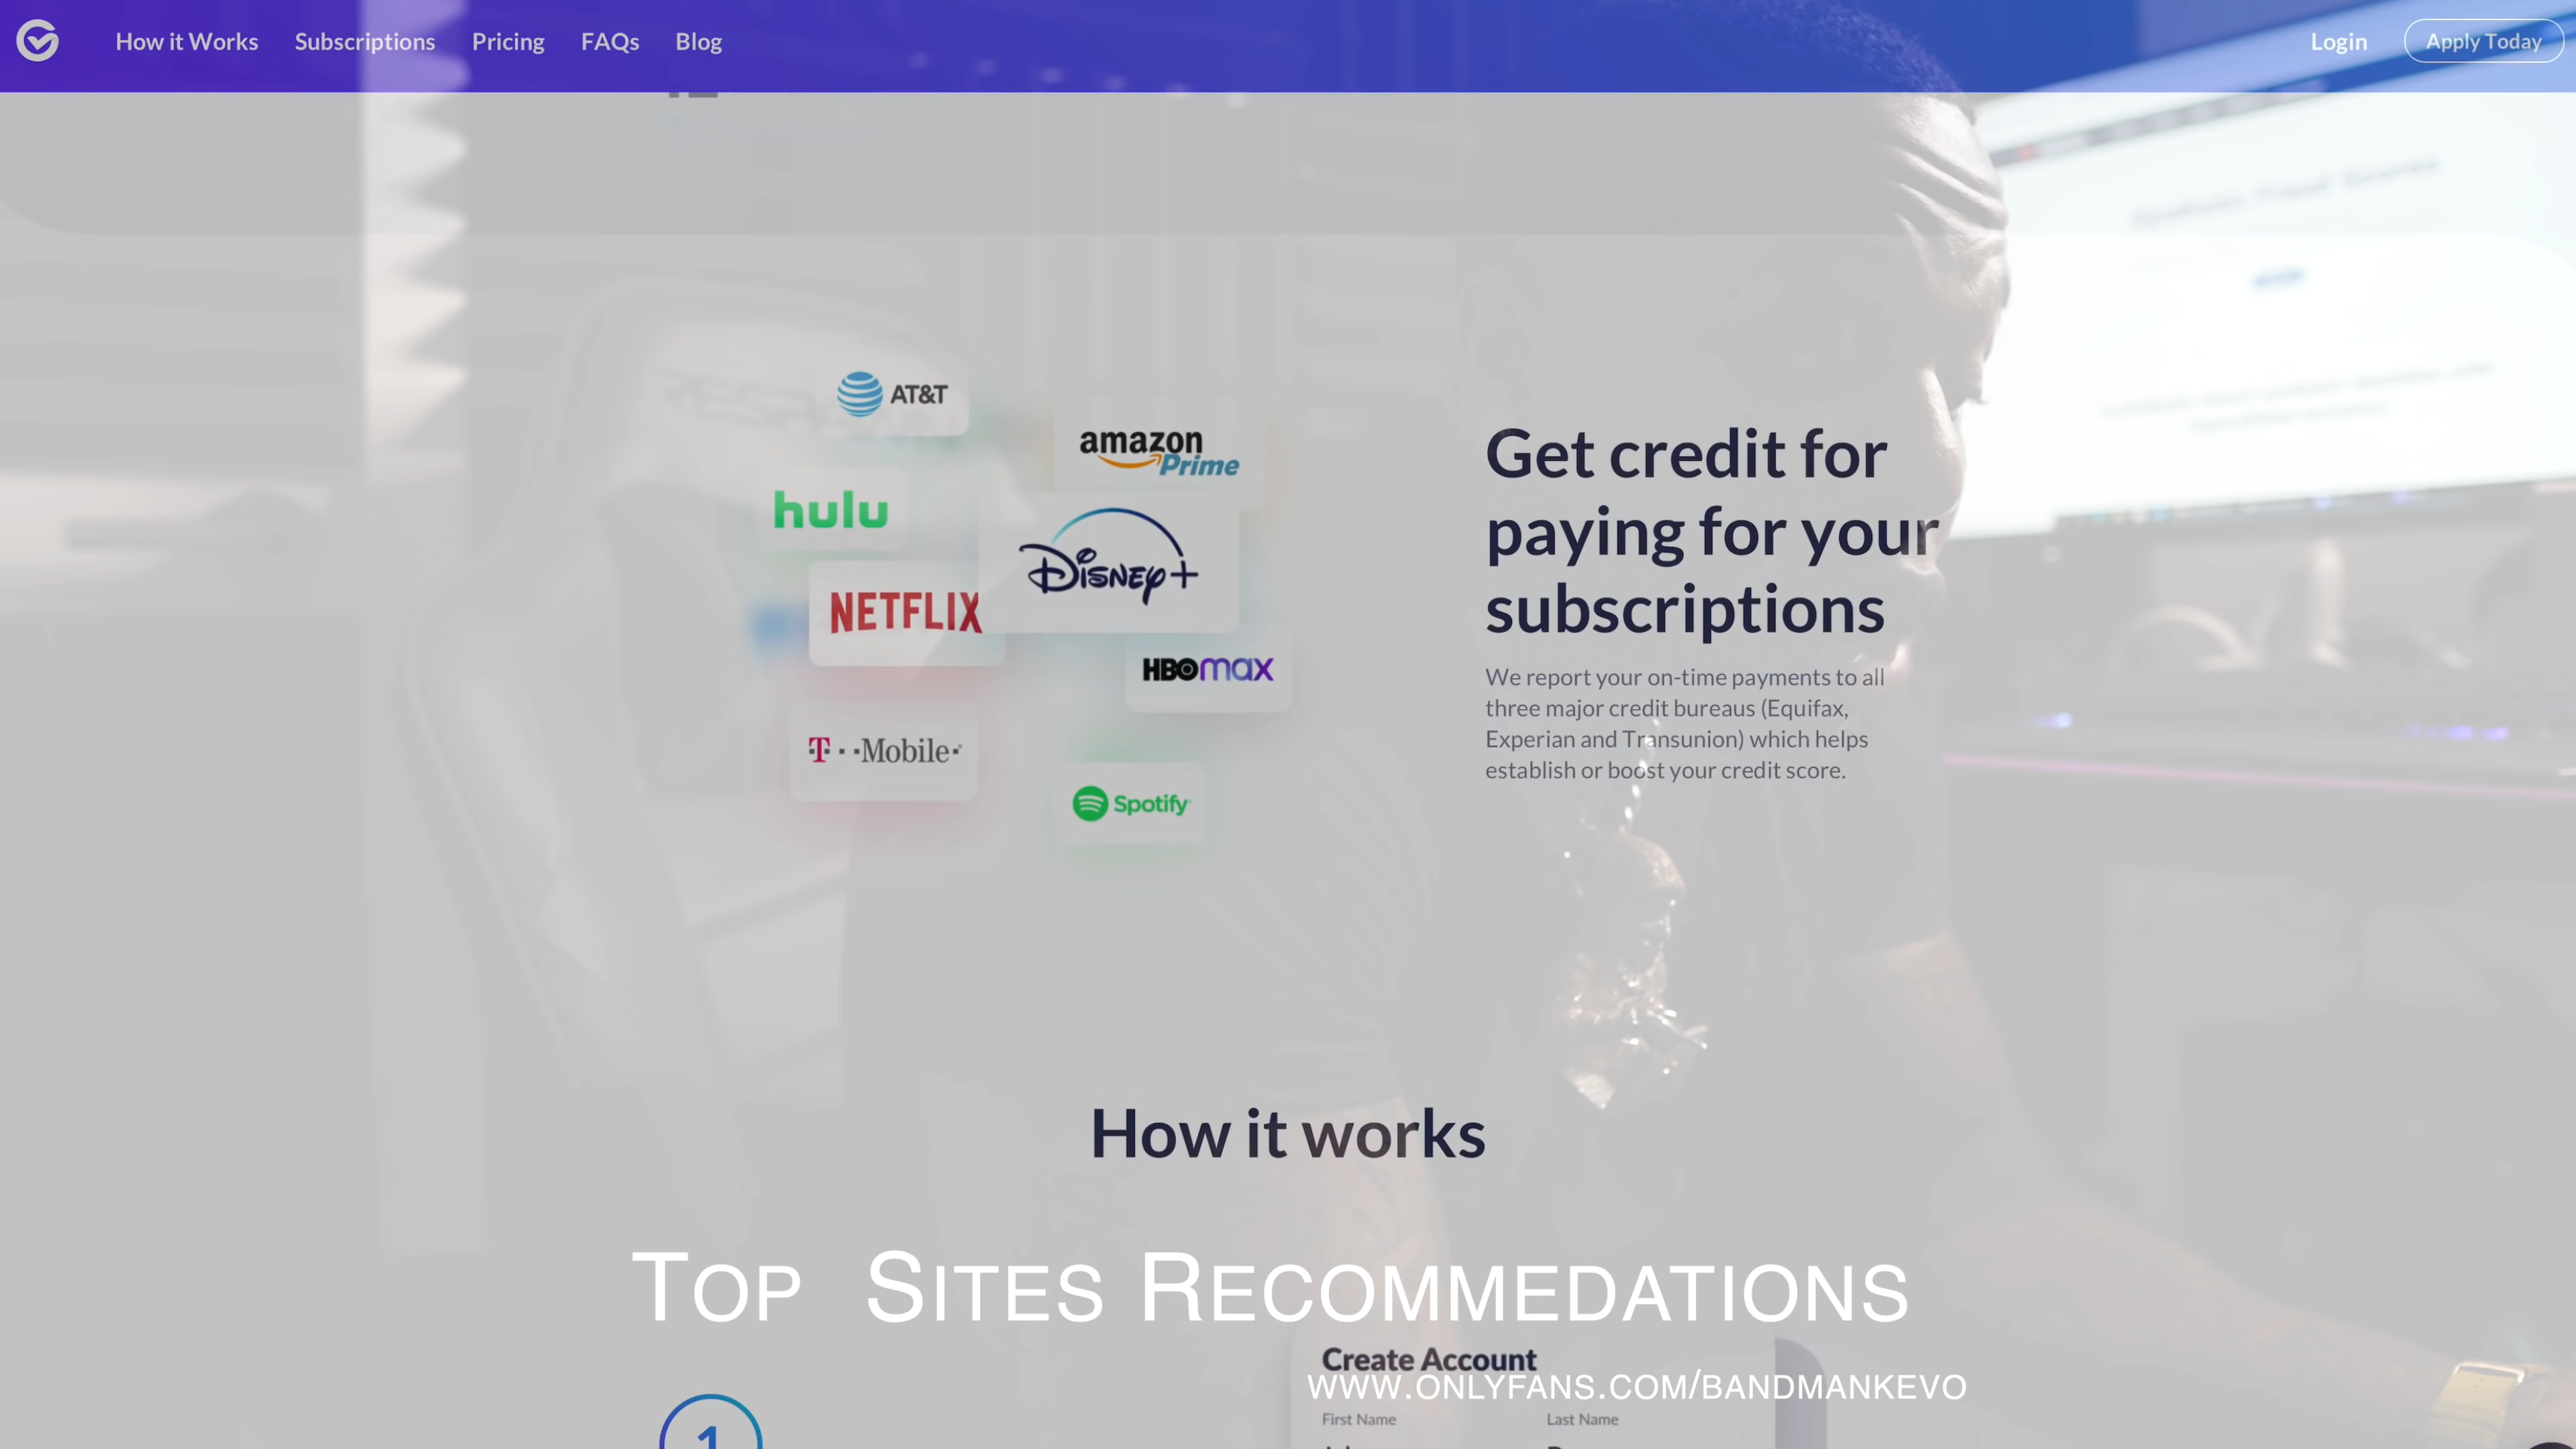 How it Works Subscriptions Pricing FAQs Blog Login Apply Today
AT&T
amazon
Prime
hulu
Disney+
NETFLIX
HBOmax
T··Mobile·
Spotify
Get credit for
paying for your
subscriptions
We report your on-time payments to all
three major credit bureaus (Equifax,
Experian and Transunion) which helps
establish or boost your credit score.
How it works
TOP SITES RECOMMEDATIONS
Create Account
WWW.ONLYFANS.COM/BANDMANKEVO
First Name Last Name
1